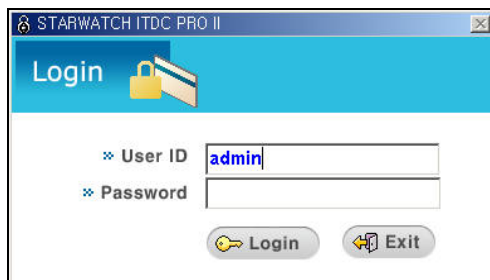 STARWATCH ITDC PRO II
Login
» User ID admin
» Password
Login Exit